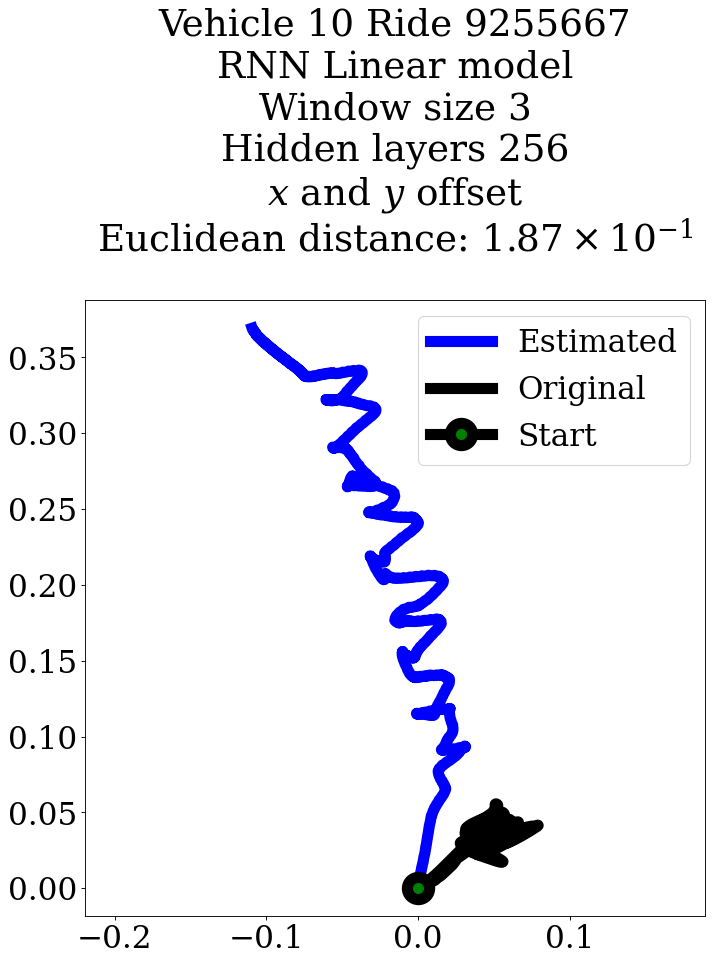 Vehicle 10 Ride 9255667
RNN Linear model
Window size 3
Hidden layers 256
x and y offset
Euclidean distance: 1.87 × 10⁻¹
Estimated
Original
Start
0.35
0.30
0.25
0.20
0.15
0.10
0.05
0.00
−0.2 −0.1 0.0 0.1